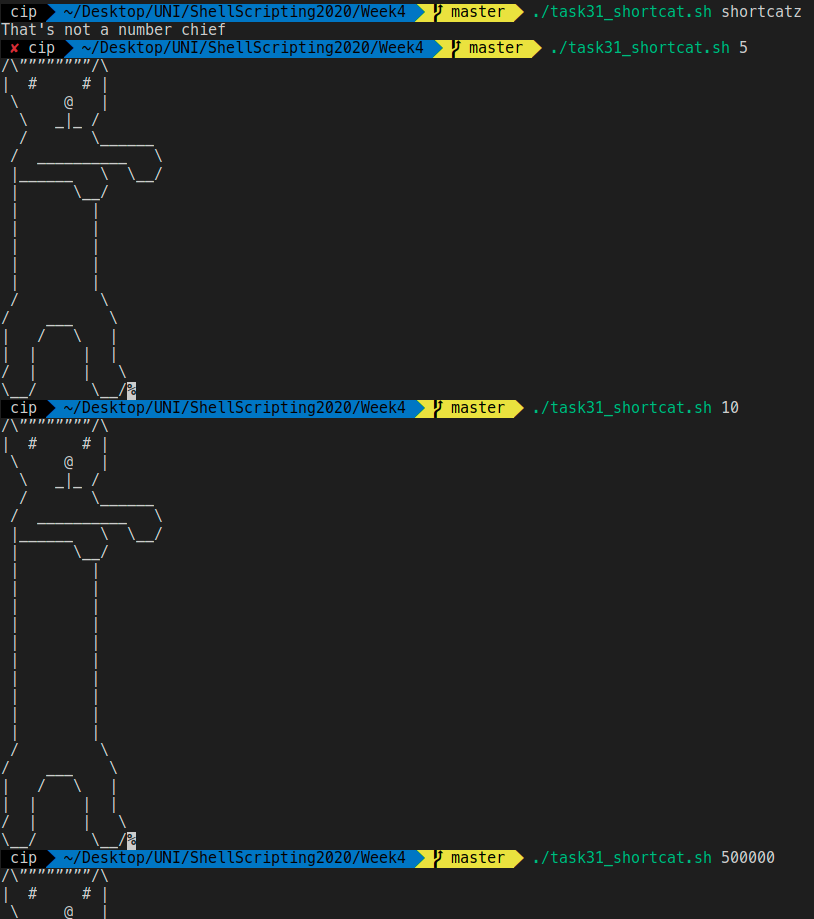 cip ~/Desktop/UNI/ShellScripting2020/Week4 master ./task31_shortcat.sh shortcatz
That's not a number chief
✘ cip ~/Desktop/UNI/ShellScripting2020/Week4 master ./task31_shortcat.sh 5
/\””””””””/\
|  #     # |
 \     @   |
  \   _|_ /
  /       \______
 /  __________   \
 |______   \  \__/
 |      \__/
 |        |
 |        |
 |        |
 |        |
 |        |
 /         \
/    ___    \
|   /   \   |
|  |     |  |
/  |     |   \
\__/      \__/%
cip ~/Desktop/UNI/ShellScripting2020/Week4 master ./task31_shortcat.sh 10
/\””””””””/\
|  #     # |
 \     @   |
  \   _|_ /
  /       \______
 /  __________   \
 |______   \  \__/
 |      \__/
 |        |
 |        |
 |        |
 |        |
 |        |
 |        |
 |        |
 |        |
 |        |
 |        |
 /         \
/    ___    \
|   /   \   |
|  |     |  |
/  |     |   \
\__/      \__/%
cip ~/Desktop/UNI/ShellScripting2020/Week4 master ./task31_shortcat.sh 500000
/\””””””””/\
|  #     # |
 \     @   |